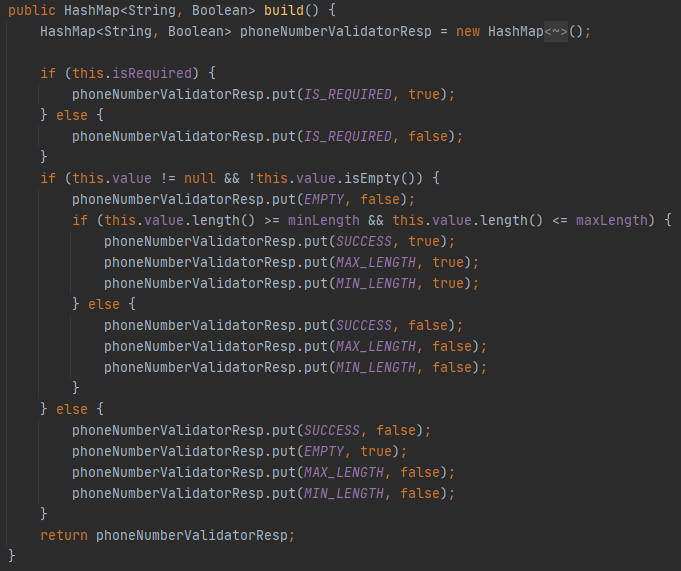 public HashMap<String, Boolean> build() {
    HashMap<String, Boolean> phoneNumberValidatorResp = new HashMap<~>();

    if (this.isRequired) {
        phoneNumberValidatorResp.put(IS_REQUIRED, true);
    } else {
        phoneNumberValidatorResp.put(IS_REQUIRED, false);
    }
    if (this.value != null && !this.value.isEmpty()) {
        phoneNumberValidatorResp.put(EMPTY, false);
        if (this.value.length() >= minLength && this.value.length() <= maxLength) {
            phoneNumberValidatorResp.put(SUCCESS, true);
            phoneNumberValidatorResp.put(MAX_LENGTH, true);
            phoneNumberValidatorResp.put(MIN_LENGTH, true);
        } else {
            phoneNumberValidatorResp.put(SUCCESS, false);
            phoneNumberValidatorResp.put(MAX_LENGTH, false);
            phoneNumberValidatorResp.put(MIN_LENGTH, false);
        }
    } else {
        phoneNumberValidatorResp.put(SUCCESS, false);
        phoneNumberValidatorResp.put(EMPTY, true);
        phoneNumberValidatorResp.put(MAX_LENGTH, false);
        phoneNumberValidatorResp.put(MIN_LENGTH, false);
    }
    return phoneNumberValidatorResp;
}